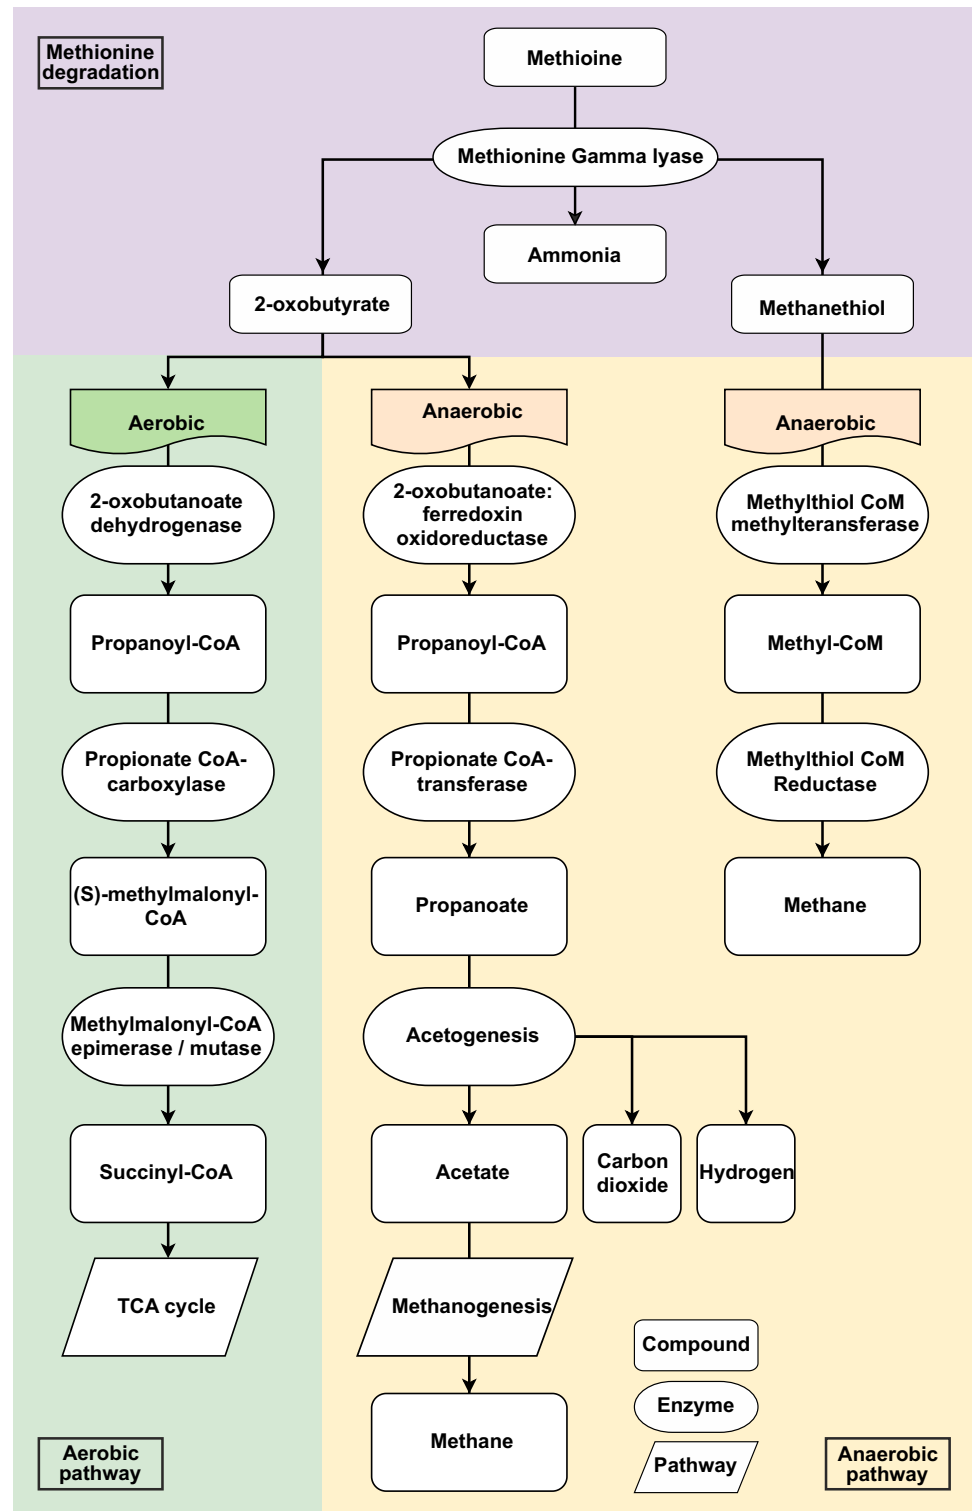 Methionine
degradation
Methioine
Methionine Gamma lyase
Ammonia
2-oxobutyrate
Methanethiol
Aerobic
Anaerobic
Anaerobic
2-oxobutanoate
dehydrogenase
2-oxobutanoate:
ferredoxin
oxidoreductase
Methylthiol CoM
methylteransferase
Propanoyl-CoA
Propanoyl-CoA
Methyl-CoM
Propionate CoA-
carboxylase
Propionate CoA-
transferase
Methylthiol CoM
Reductase
(S)-methylmalonyl-
CoA
Propanoate
Methane
Methylmalonyl-CoA
epimerase / mutase
Acetogenesis
Succinyl-CoA
Acetate
Carbon
dioxide
Hydrogen
TCA cycle
Methanogenesis
Methane
Compound
Enzyme
Pathway
Aerobic
pathway
Anaerobic
pathway